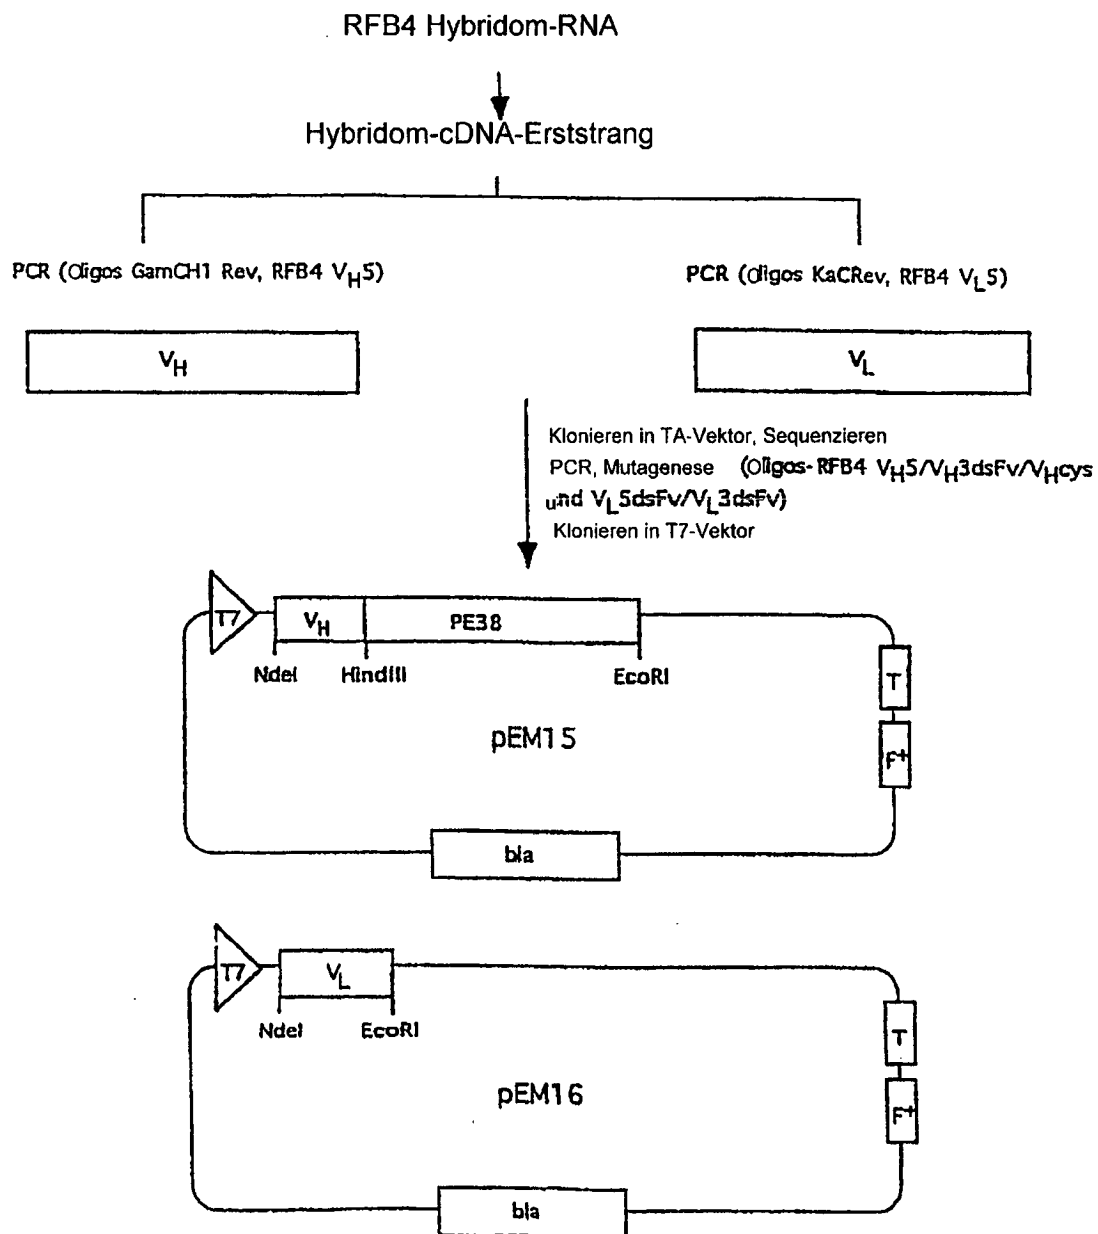 RFB4 Hybridom-RNA
Hybridom-cDNA-Erststrang
PCR (Oligos GamCH1 Rev, RFB4 VH5)
PCR (Oligos KaCRev, RFB4 VL5)
VH
VL
Klonieren in TA-Vektor, Sequenzieren
PCR, Mutagenese (Oligos-RFB4 VH5/VH3dsFv/VHcys
und VL5dsFv/VL3dsFv)
Klonieren in T7-Vektor
T7
VH
PE38
NdeI
HindIII
EcoRI
T
pEM15
F+
bla
T7
VL
NdeI
EcoRI
T
pEM16
F+
bla